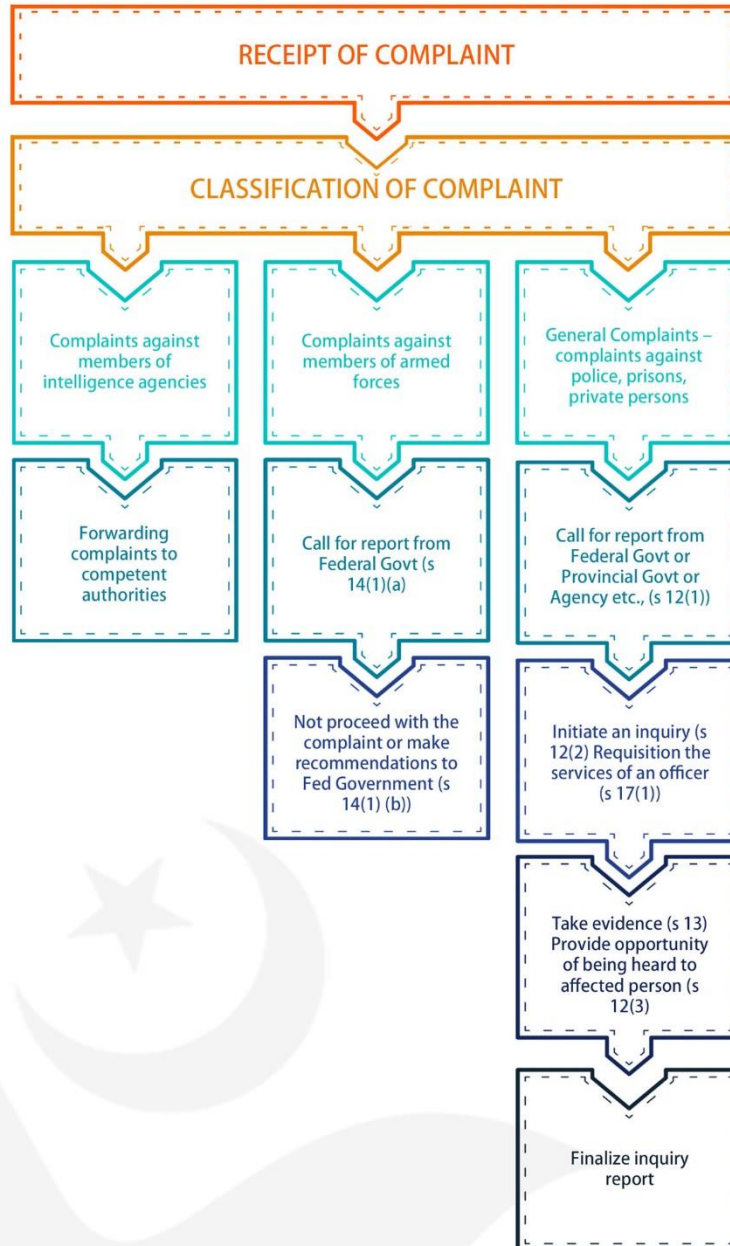 RECEIPT OF COMPLAINT
CLASSIFICATION OF COMPLAINT
Complaints against
members of
intelligence agencies
Complaints against
members of armed
forces
General Complaints –
complaints against
police, prisons,
private persons
Forwarding
complaints to
competent
authorities
Call for report from
Federal Govt (s
14(1)(a)
Call for report from
Federal Govt or
Provincial Govt or
Agency etc., (s 12(1))
Not proceed with the
complaint or make
recommendations to
Fed Government (s
14(1) (b))
Initiate an inquiry (s
12(2) Requisition the
services of an officer
(s 17(1))
Take evidence (s 13)
Provide opportunity
of being heard to
affected person (s
12(3)
Finalize inquiry
report